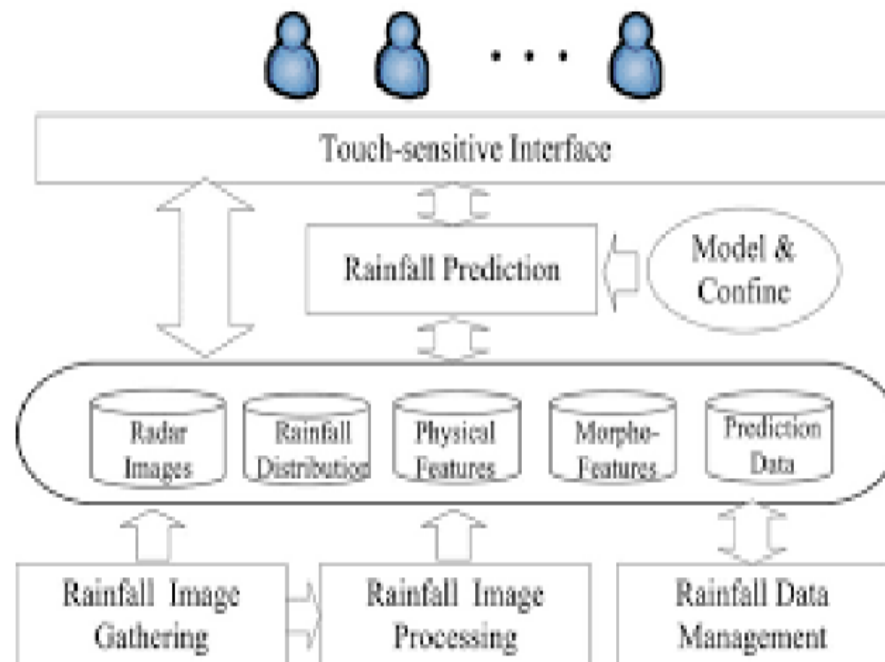 Touch-sensitive Interface
Rainfall Prediction
Model &
Confine
Radar
Images
Rainfall
Distribution
Physical
Features
Morpho-
Features
Prediction
Data
Rainfall Image
Gathering
Rainfall Image
Processing
Rainfall Data
Management